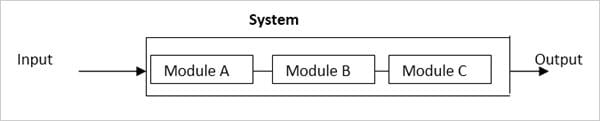 System
Input
Module A
Module B
Module C
Output